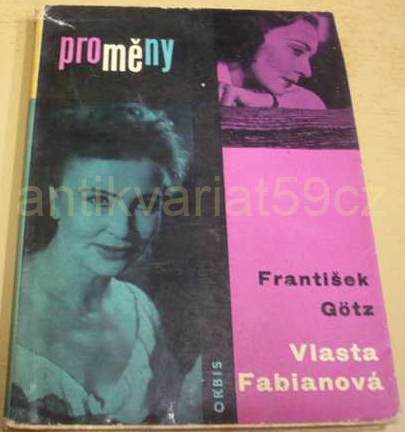 proměny
antikvariat59cz
František
Götz
Vlasta
Fabianová
ORBIS